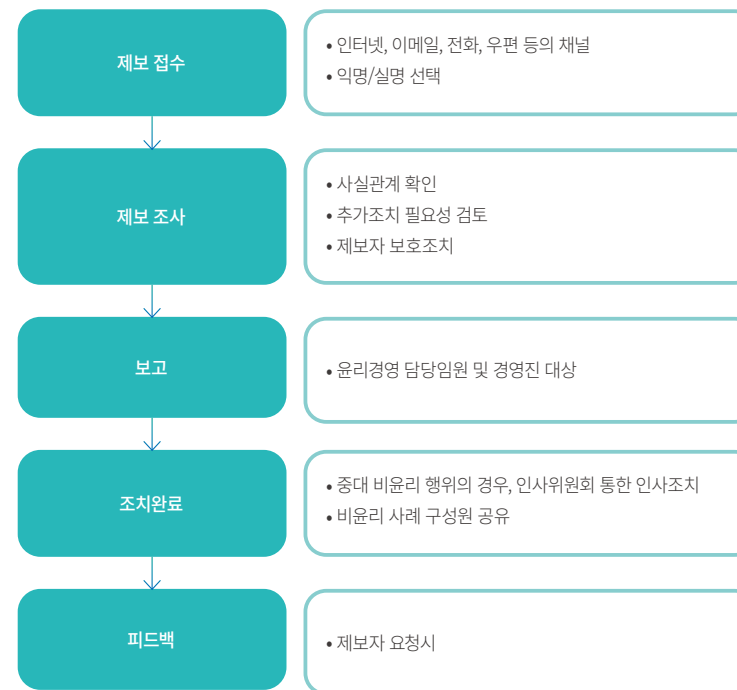 제보 접수
• 인터넷, 이메일, 전화, 우편 등의 채널
• 익명/실명 선택
제보 조사
• 사실관계 확인
• 추가조치 필요성 검토
• 제보자 보호조치
보고
• 윤리경영 담당임원 및 경영진 대상
조치완료
• 중대 비윤리 행위의 경우, 인사위원회 통한 인사조치
• 비윤리 사례 구성원 공유
피드백
• 제보자 요청시